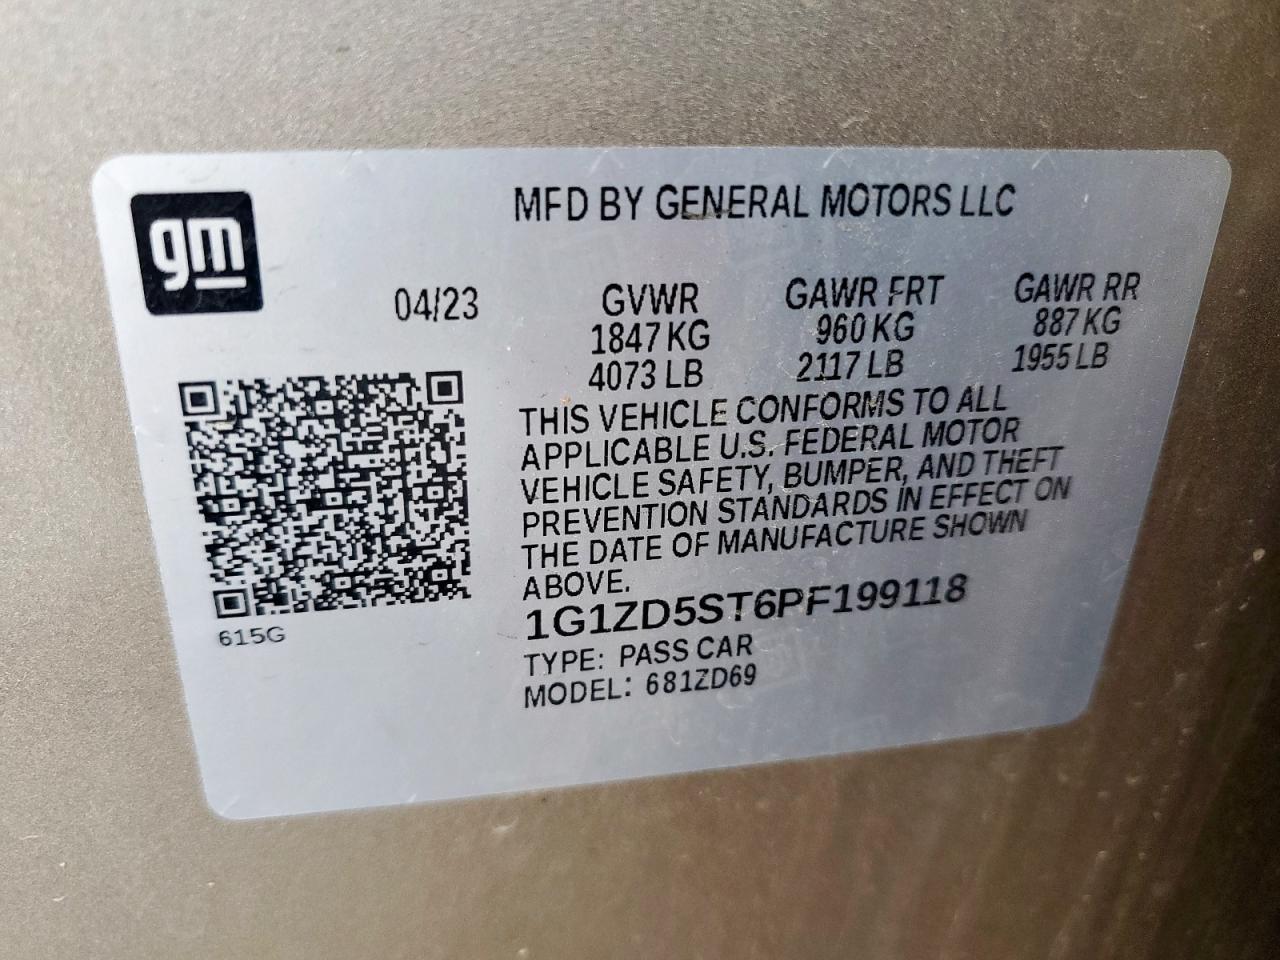 gm
MFD BY GENERAL MOTORS LLC
04/23
GVWR GAWR FRT GAWR RR
1847 KG 960 KG 887 KG
4073 LB 2117 LB 1955 LB
THIS VEHICLE CONFORMS TO ALL
APPLICABLE U.S. FEDERAL MOTOR
VEHICLE SAFETY, BUMPER, AND THEFT
PREVENTION STANDARDS IN EFFECT ON
THE DATE OF MANUFACTURE SHOWN
ABOVE.
1G1ZD5ST6PF199118
TYPE: PASS CAR
MODEL: 681ZD69
615G